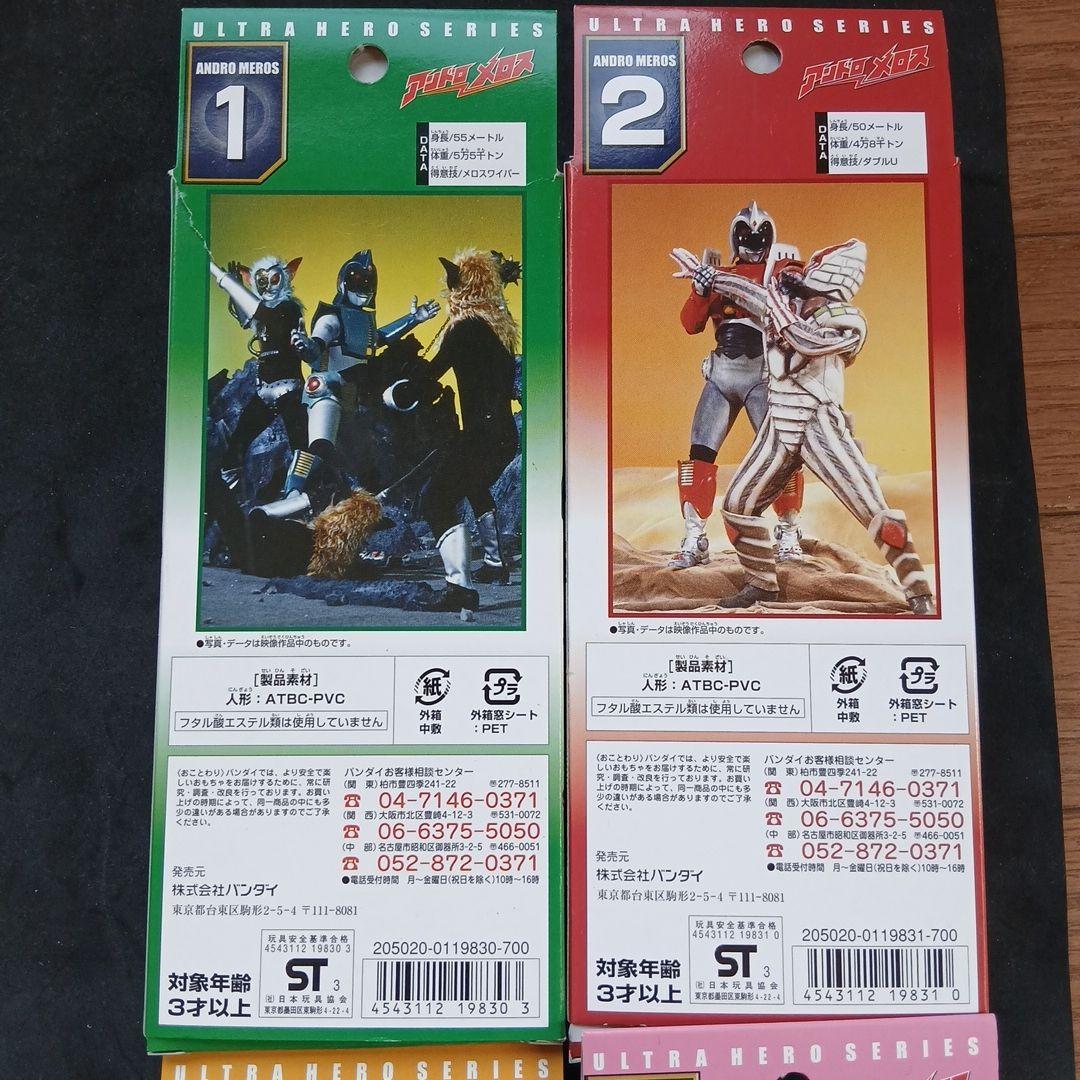 ULTRA HERO SERIES
ANDRO MEROS
1
アンドロメロス
DATA
身長/55メートル
体重/5万5千トン
得意技/メロスワイパー
●写真・データは映像作品中のものです。
[製品素材]
人形：ATBC-PVC
フタル酸エステル類は使用していません
紙
外箱
中敷
プラ
外箱窓シート
：PET
〈おことわり〉バンダイでは、より安全で楽
しいおもちゃをお届けするために、常に研
究・調査・改良を行っております。お買い
上げの時期によって、同一商品の中にも多
少の違いがある場合がありますのでご了承
ください。
発売元
株式会社バンダイ
東京都台東区駒形2-5-4 〒111-8081
バンダイお客様相談センター
(関 東)柏市豊四季241-22 〒277-8511
☎ 04-7146-0371
(関 西)大阪市北区豊崎4-12-3 〒531-0072
☎ 06-6375-5050
(中 部)名古屋市昭和区御器所3-2-5 〒466-0051
☎ 052-872-0371
●電話受付時間 月〜金曜日(祝日を除く)10時〜16時
対象年齢
3才以上
玩具安全基準合格
4543112 19830 3
ST 3
(社)日本玩具協会
東京都墨田区東駒形4-22-4
205020-0119830-700
4543112 19830 3
ULTRA HERO SERIES
ANDRO MEROS
2
アンドロメロス
DATA
身長/50メートル
体重/4万8千トン
得意技/ダブルU
●写真・データは映像作品中のものです。
[製品素材]
人形：ATBC-PVC
フタル酸エステル類は使用していません
紙
外箱
中敷
プラ
外箱窓シート
：PET
〈おことわり〉バンダイでは、より安全で楽
しいおもちゃをお届けするために、常に研
究・調査・改良を行っております。お買い
上げの時期によって、同一商品の中にも多
少の違いがある場合がありますのでご了承
ください。
発売元
株式会社バンダイ
東京都台東区駒形2-5-4 〒111-8081
バンダイお客様相談センター
(関 東)柏市豊四季241-22 〒277-8511
☎ 04-7146-0371
(関 西)大阪市北区豊崎4-12-3 〒531-0072
☎ 06-6375-5050
(中 部)名古屋市昭和区御器所3-2-5 〒466-0051
☎ 052-872-0371
●電話受付時間 月〜金曜日(祝日を除く)10時〜16時
対象年齢
3才以上
玩具安全基準合格
4543112 19831 0
ST 3
(社)日本玩具協会
東京都墨田区東駒形4-22-4
205020-0119831-700
4543112 19831 0
ULTRA HERO SERIES
ULTRA HERO SERIES